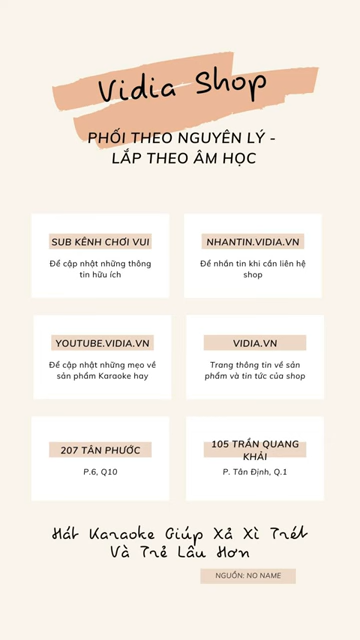 Vidia Shop
PHỐI THEO NGUYÊN LÝ -
LẮP THEO ÂM HỌC
SUB KÊNH CHƠI VUI
Để cập nhật những thông
tin hữu ích
NHANTIN.VIDIA.VN
Để nhắn tin khi cần liên hệ
shop
YOUTUBE.VIDIA.VN
Để cập nhật những mẹo về
sản phẩm Karaoke hay
VIDIA.VN
Trang thông tin về sản
phẩm và tin tức của shop
207 TÂN PHƯỚC
P.6, Q10
105 TRẦN QUANG
KHẢI
P. Tân Định, Q.1
Hát Karaoke Giúp Xả Xì Trét
Và Trẻ Lâu Hơn
NGUỒN: NO NAME